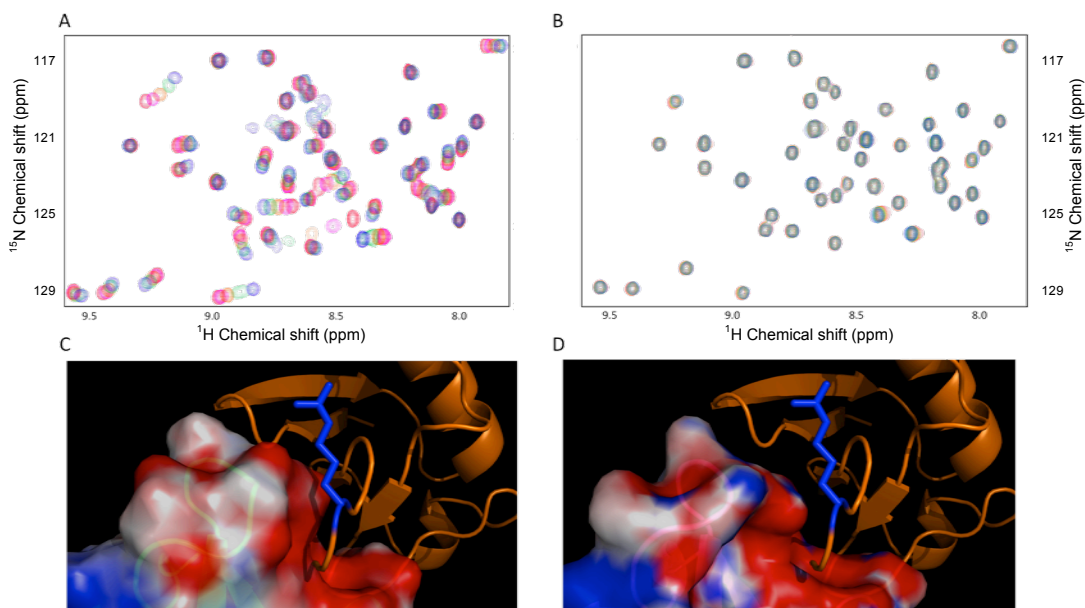 A
B
117
121
125
129
¹⁵N Chemical shift (ppm)
9.5
9.0
8.5
8.0
¹H Chemical shift (ppm)
117
121
125
129
¹⁵N Chemical shift (ppm)
9.5
9.0
8.5
8.0
¹H Chemical shift (ppm)
C
D